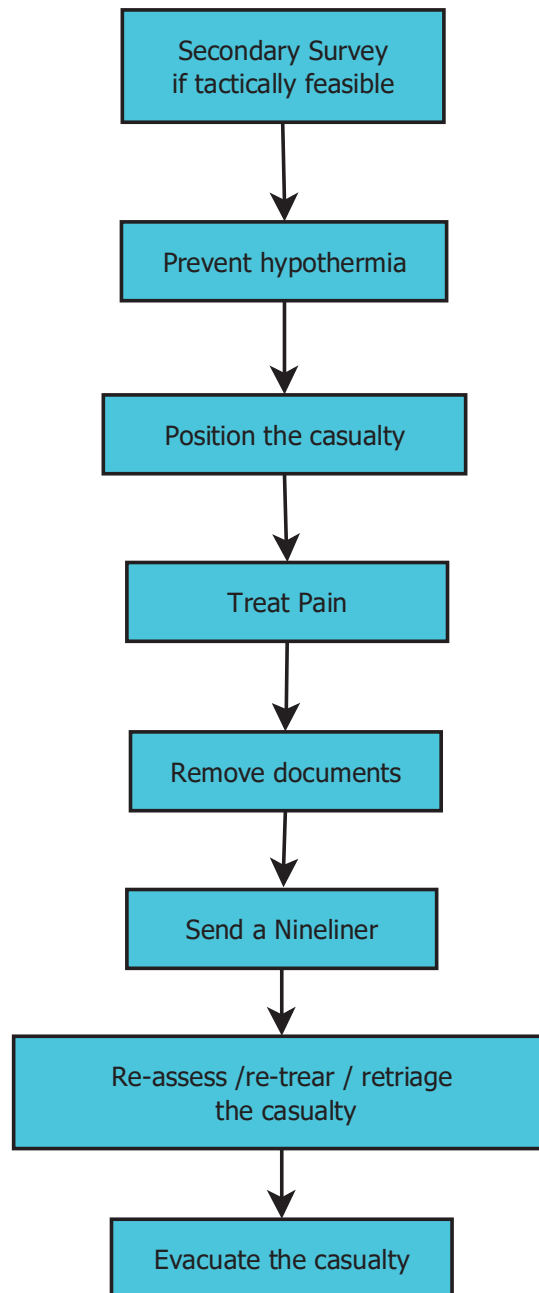 Secondary Survey
if tactically feasible
Prevent hypothermia
Position the casualty
Treat Pain
Remove documents
Send a Nineliner
Re-assess /re-trear / retriage
the casualty
Evacuate the casualty